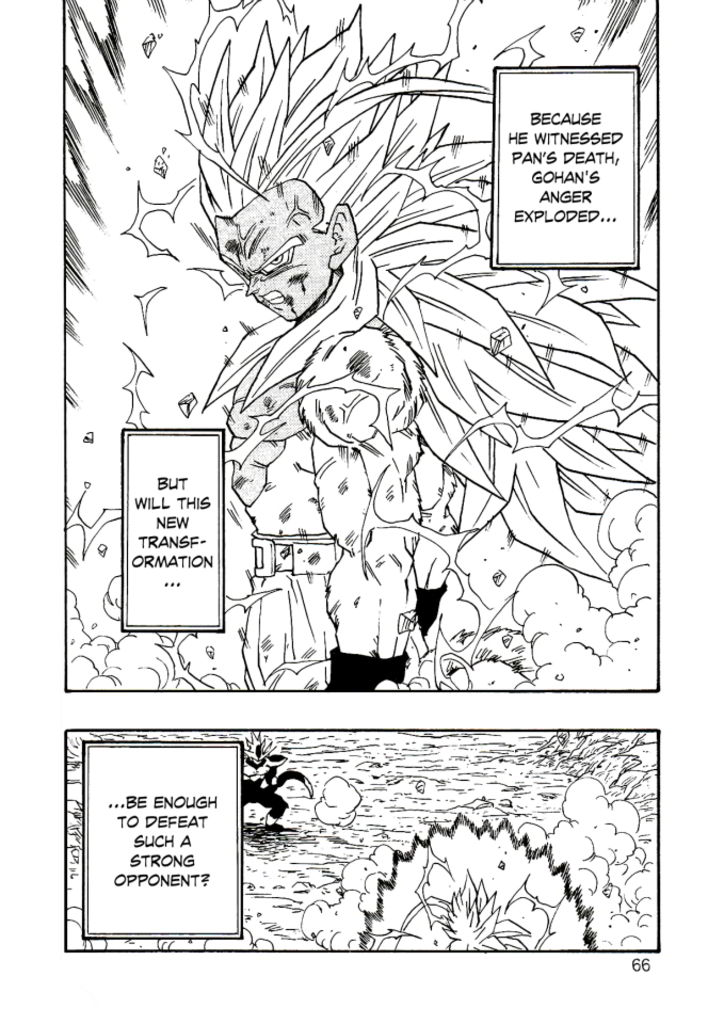 BECAUSE
HE WITNESSED
PAN'S DEATH,
GOHAN'S
ANGER
EXPLODED...
BUT
WILL THIS
NEW
TRANSF-
ORMATION
...
...BE ENOUGH
TO DEFEAT
SUCH A
STRONG
OPPONENT?
66